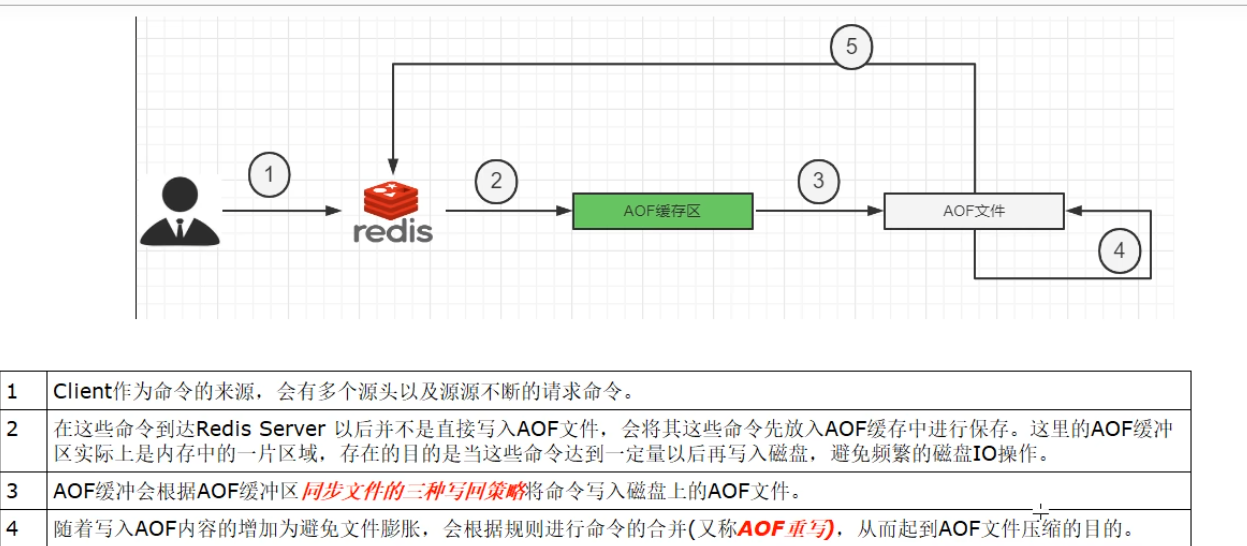 5
1
2
3
redis
AOF缓存区
AOF文件
4
1 Client作为命令的来源，会有多个源头以及源源不断的请求命令。
2 在这些命令到达Redis Server 以后并不是直接写入AOF文件，会将其这些命令先放入AOF缓存中进行保存。这里的AOF缓冲
区实际上是内存中的一片区域，存在的目的是当这些命令达到一定量以后再写入磁盘，避免频繁的磁盘IO操作。
3 AOF缓冲会根据AOF缓冲区同步文件的三种写回策略将命令写入磁盘上的AOF文件。
4 随着写入AOF内容的增加为避免文件膨胀，会根据规则进行命令的合并(又称AOF重写)，从而起到AOF文件压缩的目的。